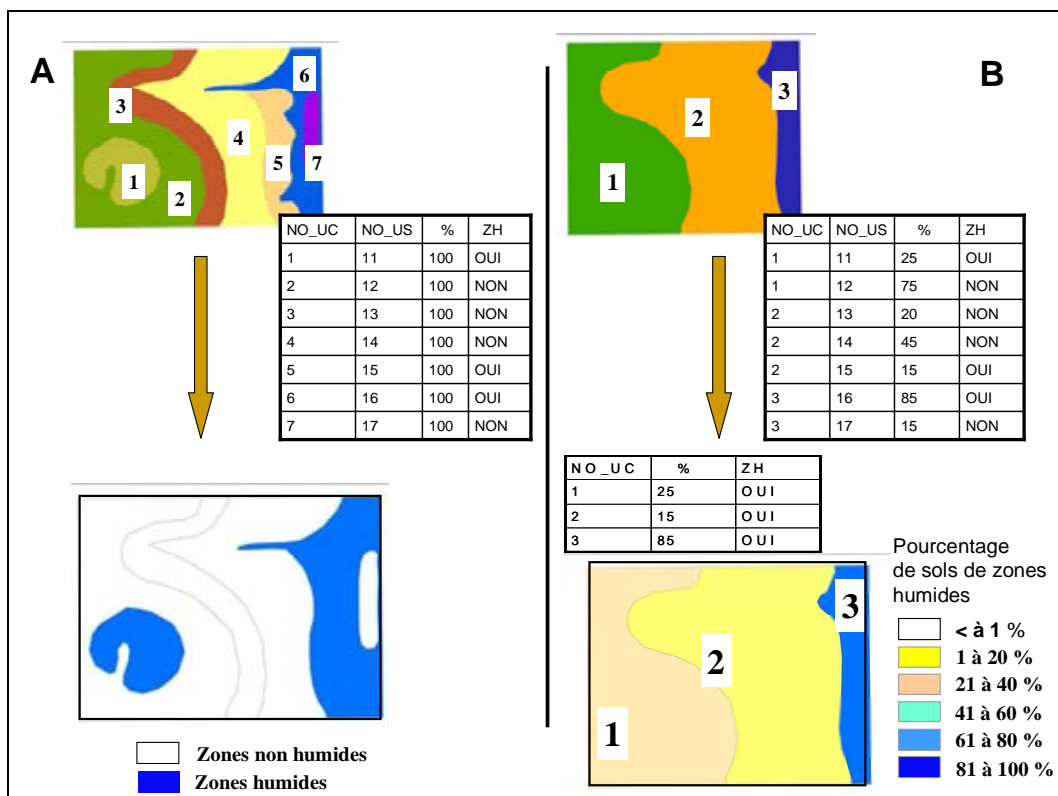 A
3
6
4
5
7
1
2
NO_UC NO_US % ZH
1 11 100 OUI
2 12 100 NON
3 13 100 NON
4 14 100 NON
5 15 100 OUI
6 16 100 OUI
7 17 100 NON
Zones non humides
Zones humides
B
3
2
1
NO_UC NO_US % ZH
1 11 25 OUI
1 12 75 NON
2 13 20 NON
2 14 45 NON
2 15 15 OUI
3 16 85 OUI
3 17 15 NON
NO_UC % ZH
1 25 OUI
2 15 OUI
3 85 OUI
3
2
1
Pourcentage
de sols de zones
humides
< à 1 %
1 à 20 %
21 à 40 %
41 à 60 %
61 à 80 %
81 à 100 %